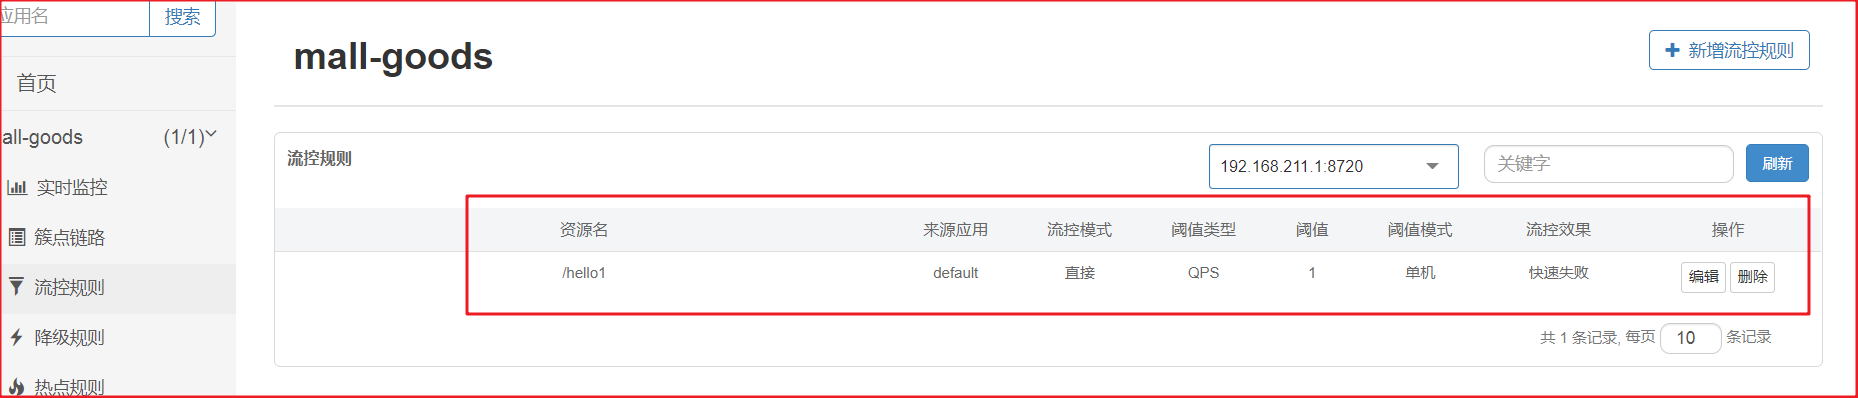 应用名 搜索
mall-goods
新增流控规则
首页
all-goods (1/1)
流控规则 192.168.211.1:8720 关键字 刷新
实时监控
簇点链路
流控规则
降级规则
热点规则
资源名 来源应用 流控模式 阈值类型 阈值 阈值模式 流控效果 操作
/hello1 default 直接 QPS 1 单机 快速失败 编辑 删除
共 1 条记录, 每页 10 条记录